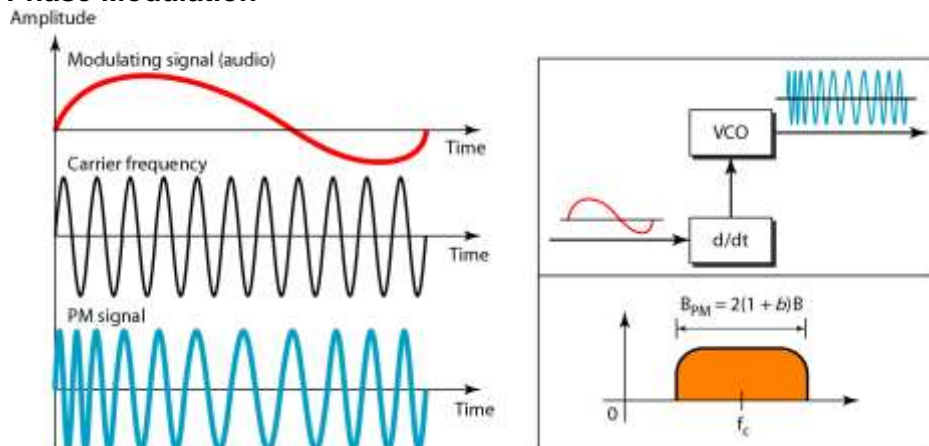 Phase Modulation
Amplitude
Modulating signal (audio)
Time
Carrier frequency
Time
PM signal
Time
VCO
d/dt
B_PM = 2(1 + b)B
0
f_c